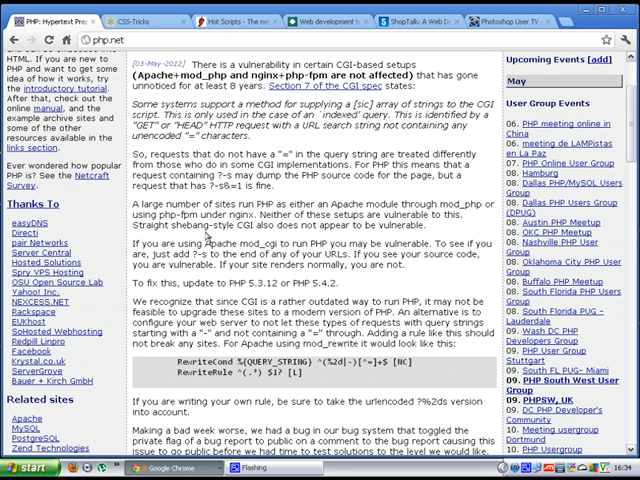 PHP: Hypertext Pre
CSS-Tricks
Hot Scripts - The net
Web development t
ShopTalk: A Web De
Photoshop User TV
php.net
HTML. If you are new to
PHP and want to get some
idea of how it works, try
the introductory tutorial.
After that, check out the
online manual, and the
example archive sites and
some of the other
resources available in the
links section.
Ever wondered how popular
PHP is? See the Netcraft
Survey.
Thanks To
easyDNS
Directi
pair Networks
Server Central
Hosted Solutions
Spry VPS Hosting
OSU Open Source Lab
Yahoo! Inc.
NEXCESS.NET
Rackspace
EUKhost
SoHosted Webhosting
Redpill Linpro
Facebook
Krystal.co.uk
ServerGrove
Bauer + Kirch GmbH
Related sites
Apache
MySQL
PostgreSQL
Zend Technologies
[03-May-2012] There is a vulnerability in certain CGI-based setups
(Apache+mod_php and nginx+php-fpm are not affected) that has gone
unnoticed for at least 8 years. Section 7 of the CGI spec states:
Some systems support a method for supplying a [sic] array of strings to the CGI
script. This is only used in the case of an `indexed' query. This is identified by a
"GET" or "HEAD" HTTP request with a URL search string not containing any
unencoded "=" characters.
So, requests that do not have a "=" in the query string are treated differently
from those who do in some CGI implementations. For PHP this means that a
request containing ?-s may dump the PHP source code for the page, but a
request that has ?-s&=1 is fine.
A large number of sites run PHP as either an Apache module through mod_php or
using php-fpm under nginx. Neither of these setups are vulnerable to this.
Straight shebang-style CGI also does not appear to be vulnerable.
If you are using Apache mod_cgi to run PHP you may be vulnerable. To see if you
are, just add ?-s to the end of any of your URLs. If you see your source code,
you are vulnerable. If your site renders normally, you are not.
To fix this, update to PHP 5.3.12 or PHP 5.4.2.
We recognize that since CGI is a rather outdated way to run PHP, it may not be
feasible to upgrade these sites to a modern version of PHP. An alternative is to
configure your web server to not let these types of requests with query strings
starting with a "-" and not containing a "=" through. Adding a rule like this should
not break any sites. For Apache using mod_rewrite it would look like this:
RewriteCond %{QUERY_STRING} ^(%2d|-)[^=]+$ [NC]
RewriteRule ^(.*) $1? [L]
If you are writing your own rule, be sure to take the urlencoded ?%2ds version
into account.
Making a bad week worse, we had a bug in our bug system that toggled the
private flag of a bug report to public on a comment to the bug report causing this
issue to go public before we had time to test solutions to the level we would like.
Upcoming Events [add]
May
User Group Events
06. PHP meeting online in
China
06. meeting de LAMPistas
en La Paz
07. PHP Online User Group
08. Hamburg
08. Dallas PHP/MySQL Users
Group
08. Dallas PHP Users Group
(DPUG)
08. Austin PHP Meetup
08. OKC PHP Meetup
08. Nashville PHP User
Group
08. Oklahoma City PHP User
Group
08. Buffalo PHP Meetup
08. South Florida PHP Users
Group
08. South Florida PUG -
Lauderdale
09. Wash DC PHP
Developers Group
09. PHP User Group
Stuttgart
09. South FL PUG- Miami
09. PHP South West User
Group
09. PHPSW, UK
09. DC PHP Developer's
Community
10. Meeting usergroup
Dortmund
10. PHP Usergroup
start
3 Google Chrome
Flashing
16:34